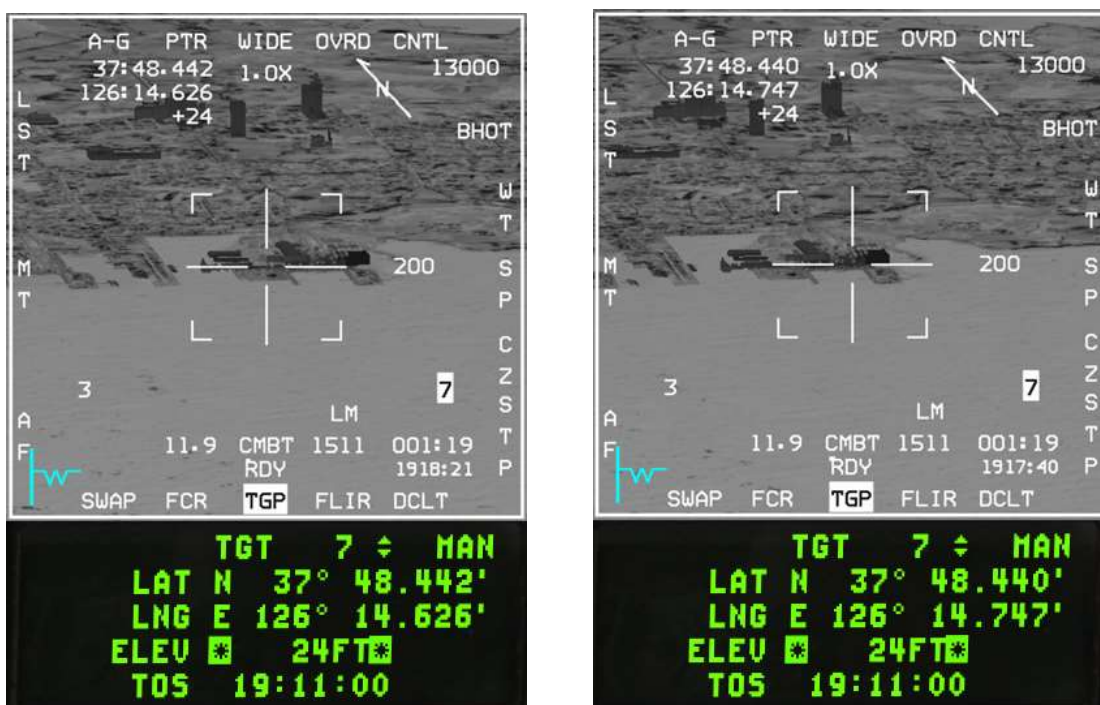 A-G PTR WIDE OVRD CNTL
37:48.442 1.0X 13000
126:14.626
+24
N
BHOT
L
S
T
W
T
M
T
200
S
P
C
Z
3
7
S
T
P
A
F
LM
11.9 CMBT 1511 001:19
RDY 1918:21
W
SWAP FCR TGP FLIR DCLT
TGT 7 MAN
LAT N 37° 48.442'
LNG E 126° 14.626'
ELEV * 24FT*
TOS 19:11:00
A-G PTR WIDE OVRD CNTL
37:48.440 1.0X 13000
126:14.747
+24
N
BHOT
L
S
T
W
T
M
T
200
S
P
C
Z
3
7
S
T
P
A
F
LM
11.9 CMBT 1511 001:19
RDY 1917:40
W
SWAP FCR TGP FLIR DCLT
TGT 7 MAN
LAT N 37° 48.440'
LNG E 126° 14.747'
ELEV * 24FT*
TOS 19:11:00